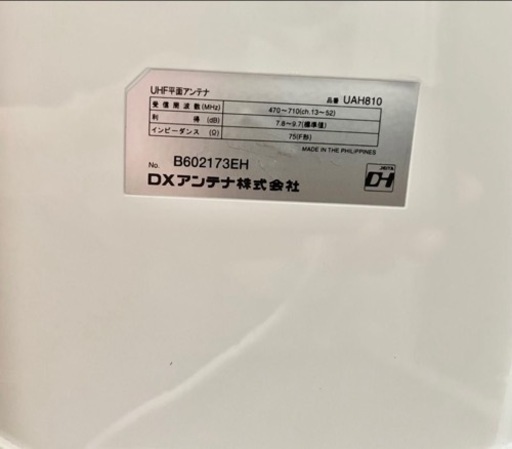 UHF平面アンテナ 品番 UAH810
受信周波数(MHz) 470～710(ch.13～52)
利得(dB) 7.8～9.7(標準値)
インピーダンス(Ω) 75(F形)
MADE IN THE PHILIPPINES
No. B602173EH
JEITA
DH
DXアンテナ株式会社